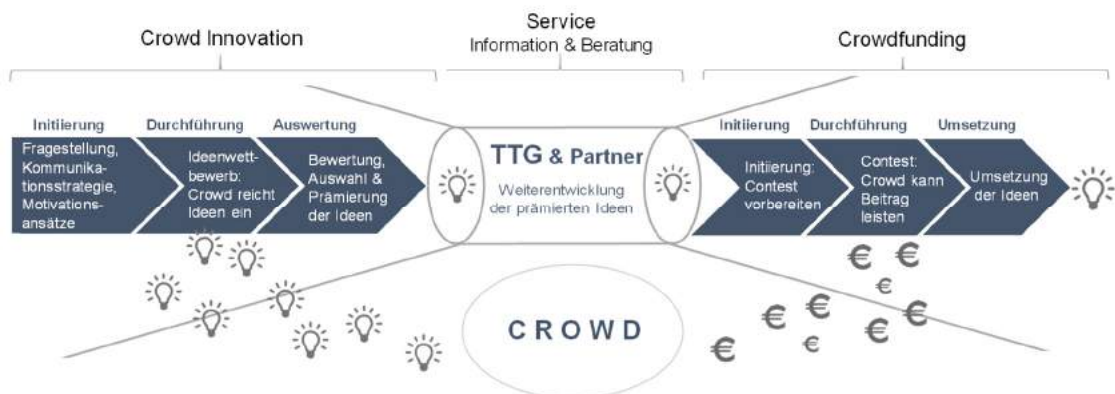 Crowd Innovation
Service
Information & Beratung
Crowdfunding
Initiierung
Fragestellung,
Kommunika-
tionsstrategie,
Motivations-
ansätze
Durchführung
Ideenwett-
bewerb:
Crowd reicht
Ideen ein
Auswertung
Bewertung,
Auswahl &
Prämierung
der Ideen
TTG & Partner
Weiterentwicklung
der prämierten Ideen
Initiierung
Initiierung:
Contest
vorbereiten
Durchführung
Contest:
Crowd kann
Beitrag
leisten
Umsetzung
Umsetzung
der Ideen
CROWD
€
€
€
€
€
€
€
€
€